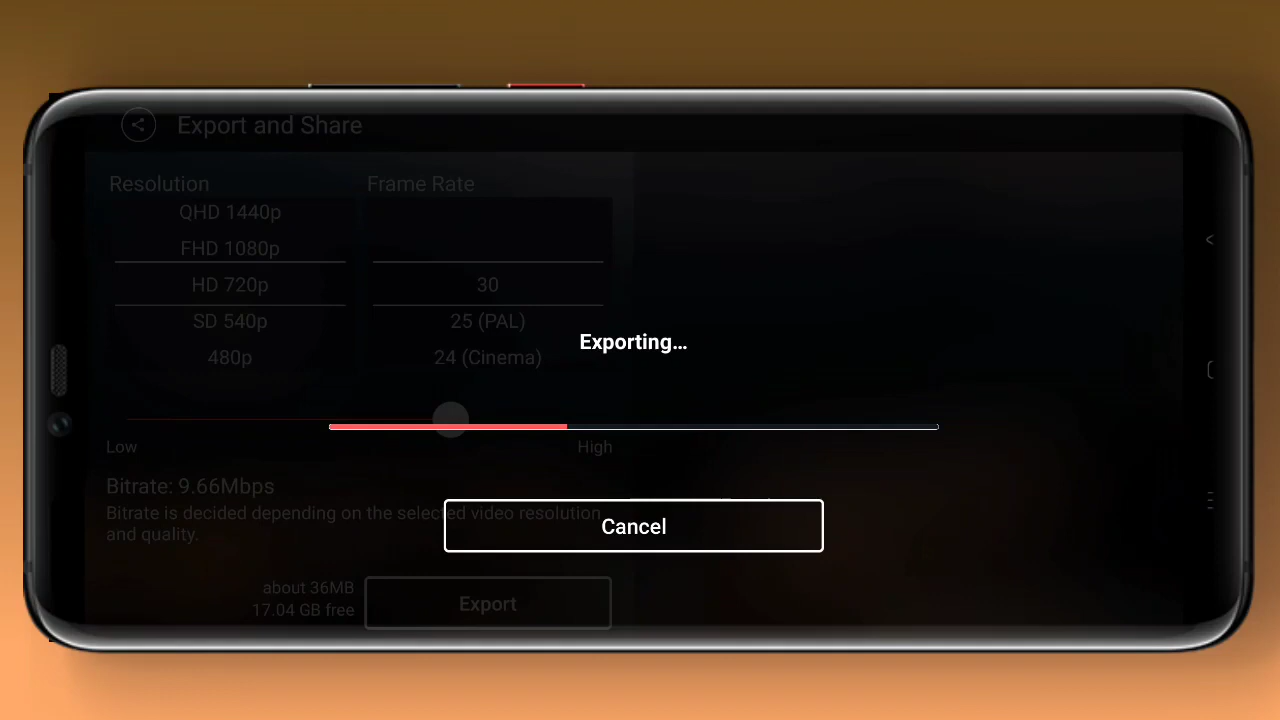 Export and Share
Resolution
Frame Rate
QHD 1440p
FHD 1080p
HD 720p
30
SD 540p
25 (PAL)
480p
24 (Cinema)
Exporting...
Low
High
Bitrate: 9.66Mbps
Bitrate is decided depending on the selected video resolution
and quality.
Cancel
about 36MB
17.04 GB free
Export